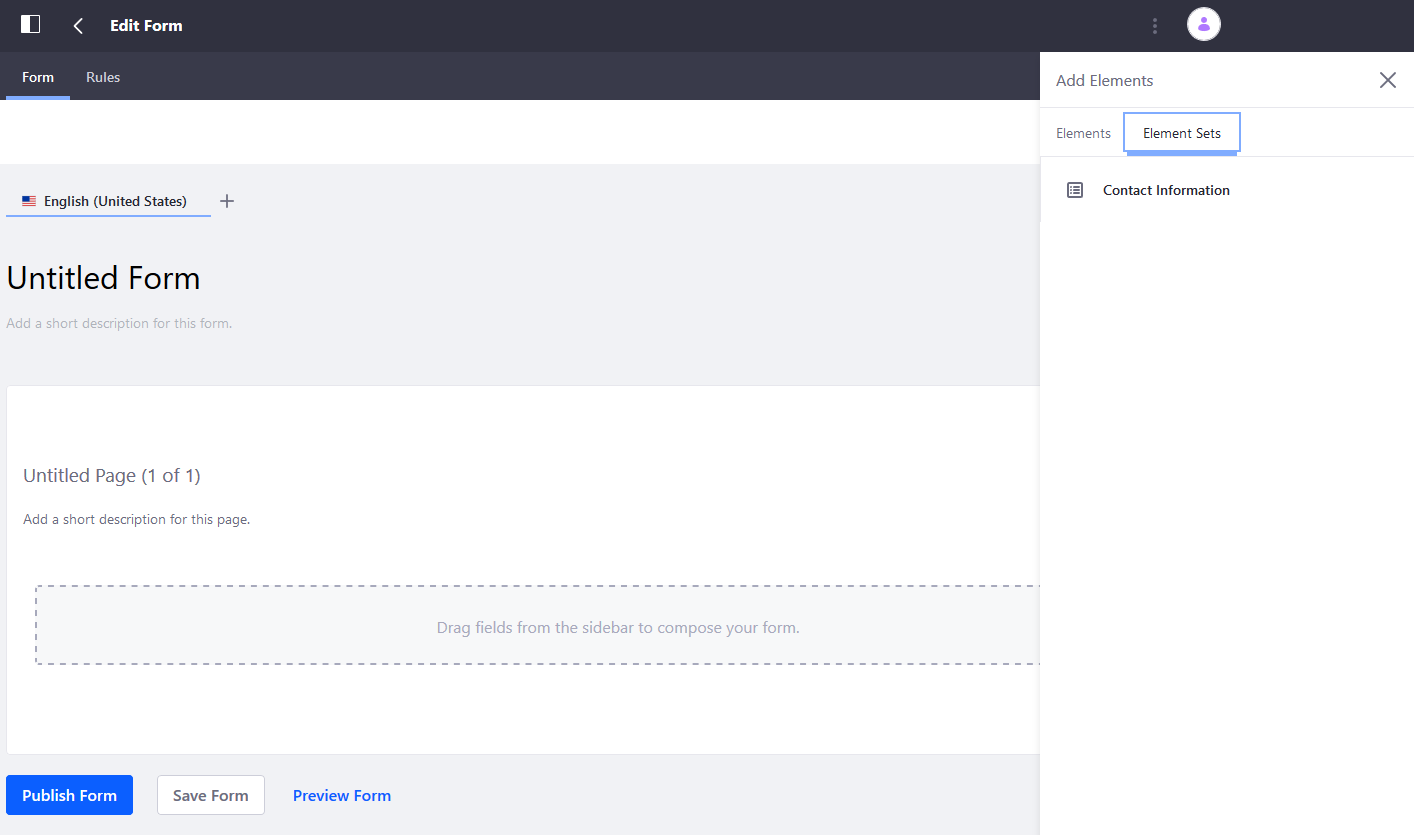 Edit Form
Form Rules
Add Elements
Elements Element Sets
Contact Information
English (United States)
Untitled Form
Add a short description for this form.
Untitled Page (1 of 1)
Add a short description for this page.
Drag fields from the sidebar to compose your form.
Publish Form Save Form Preview Form